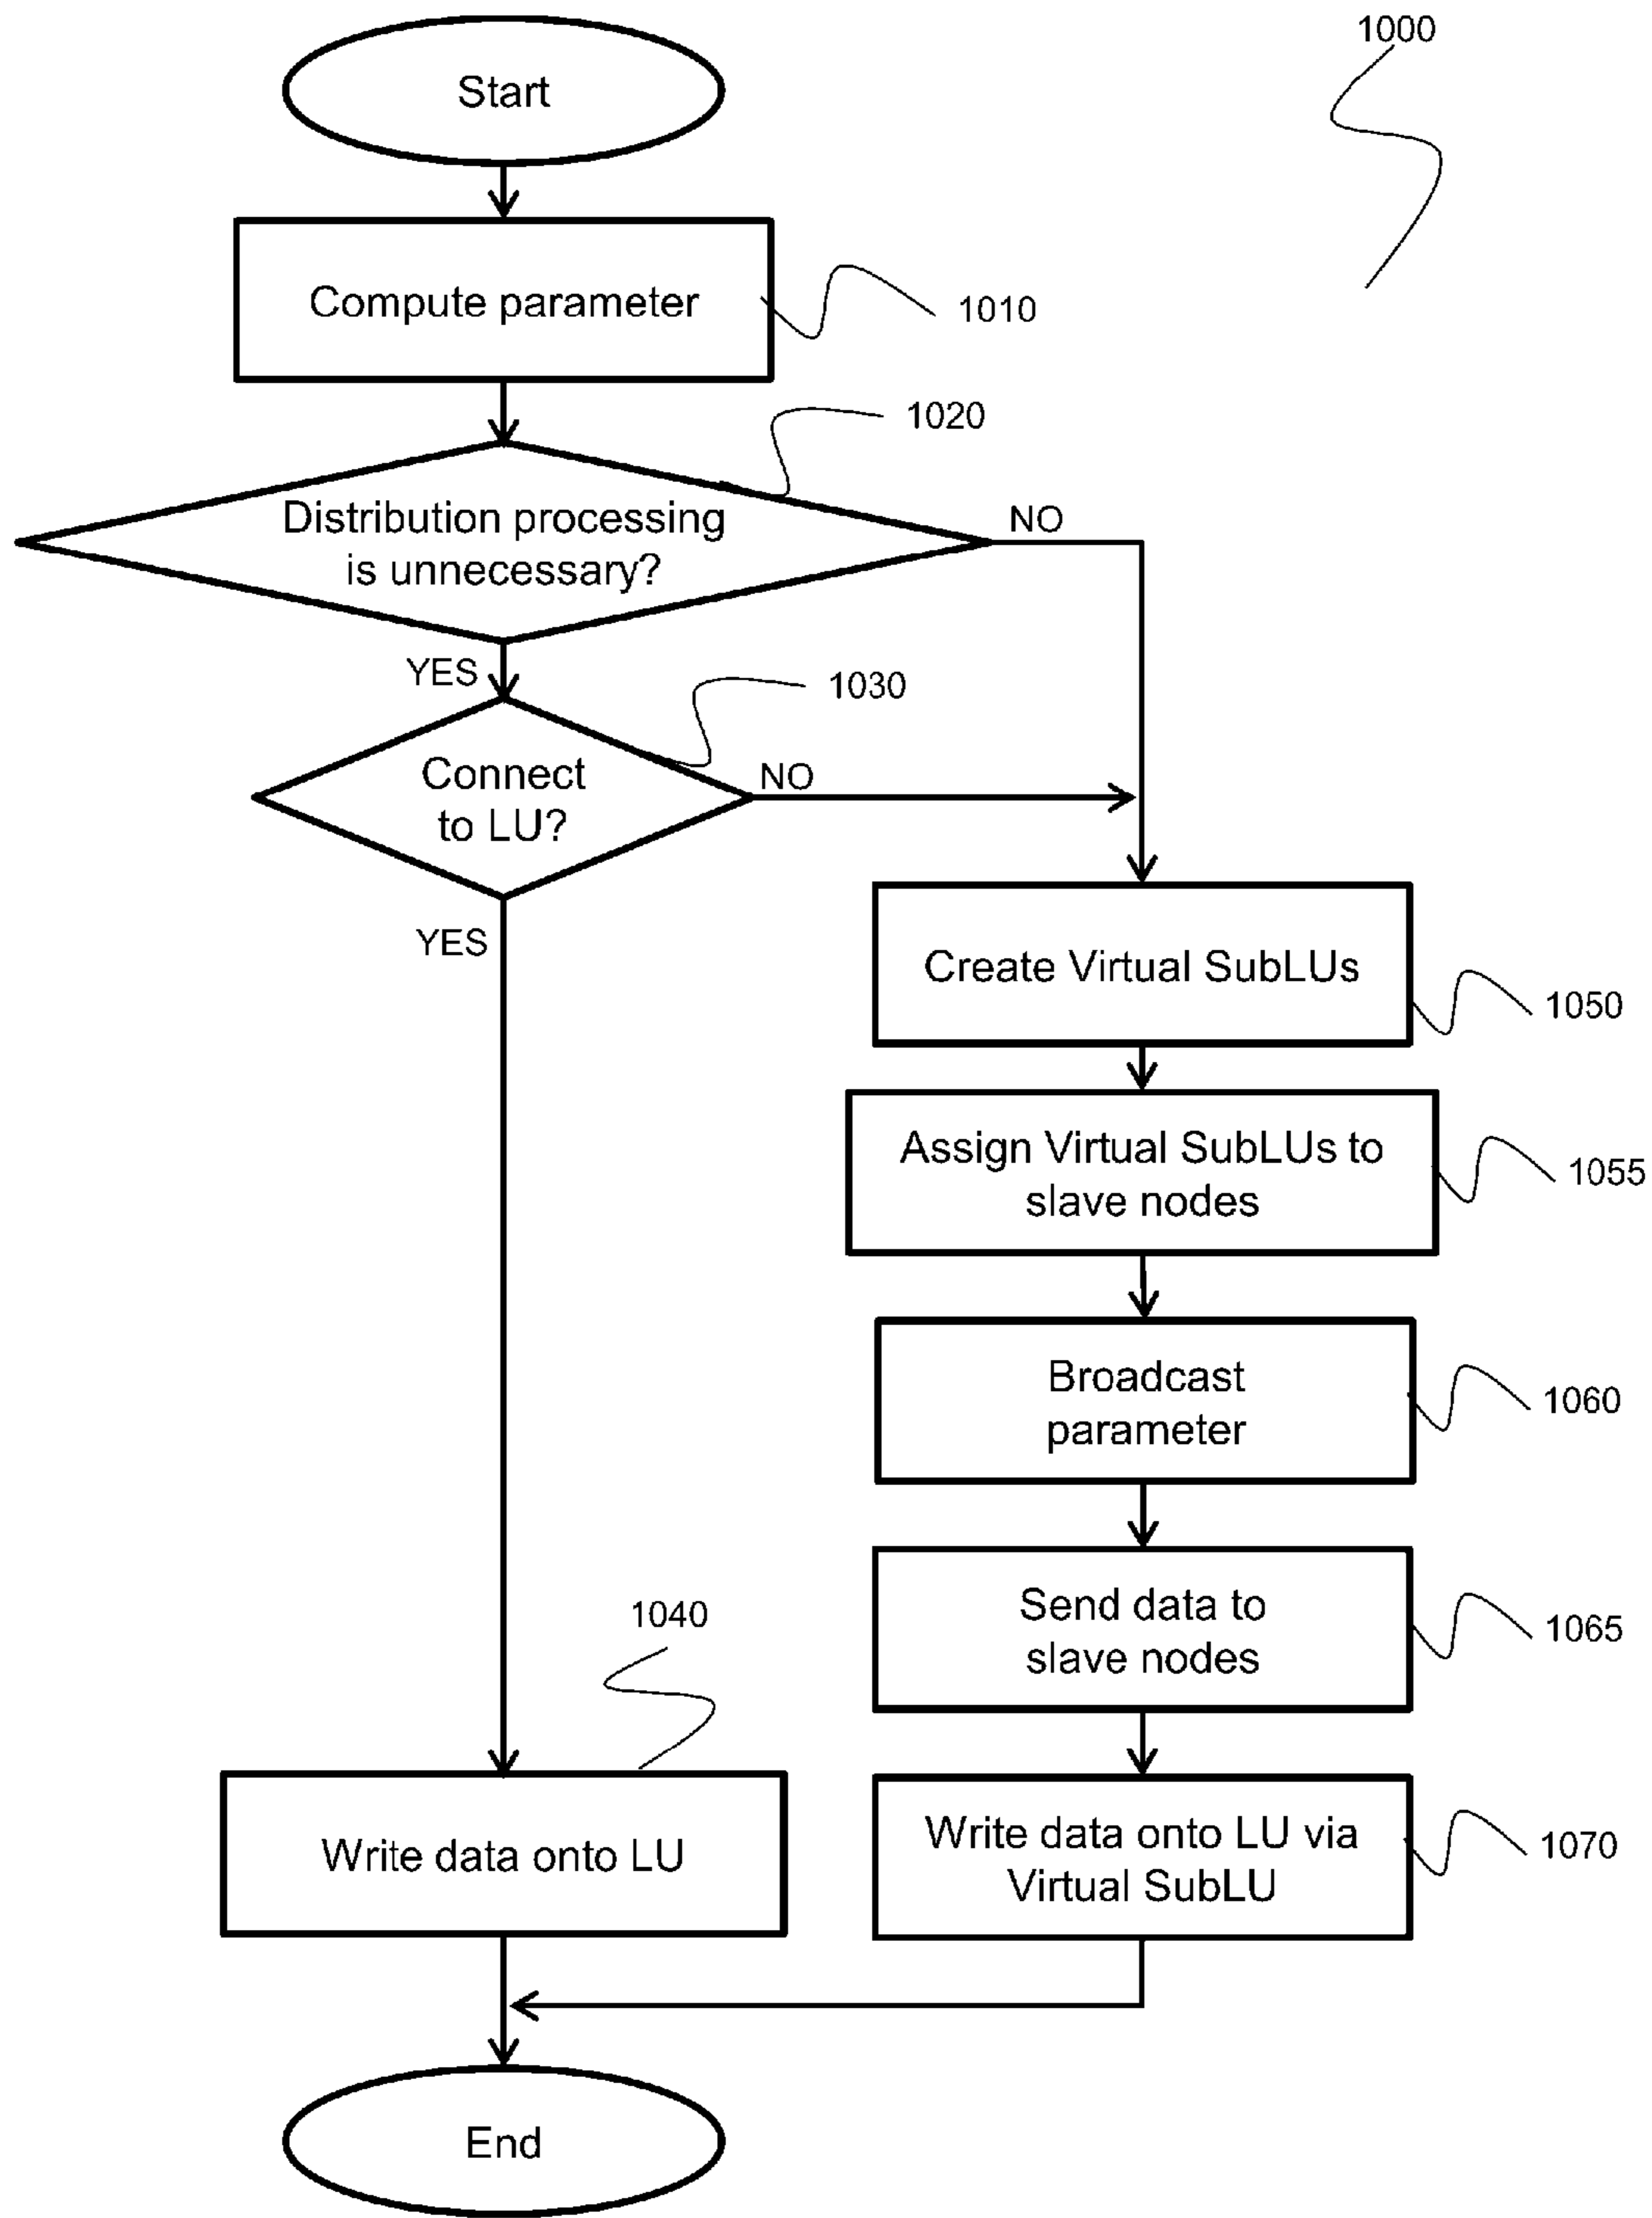 1000
Start
Compute parameter
1010
1020
Distribution processing
is unnecessary?
NO
YES
1030
Connect
to LU?
NO
YES
Create Virtual SubLUs
1050
Assign Virtual SubLUs to
slave nodes
1055
Broadcast
parameter
1060
Send data to
slave nodes
1065
1040
Write data onto LU
Write data onto LU via
Virtual SubLU
1070
End